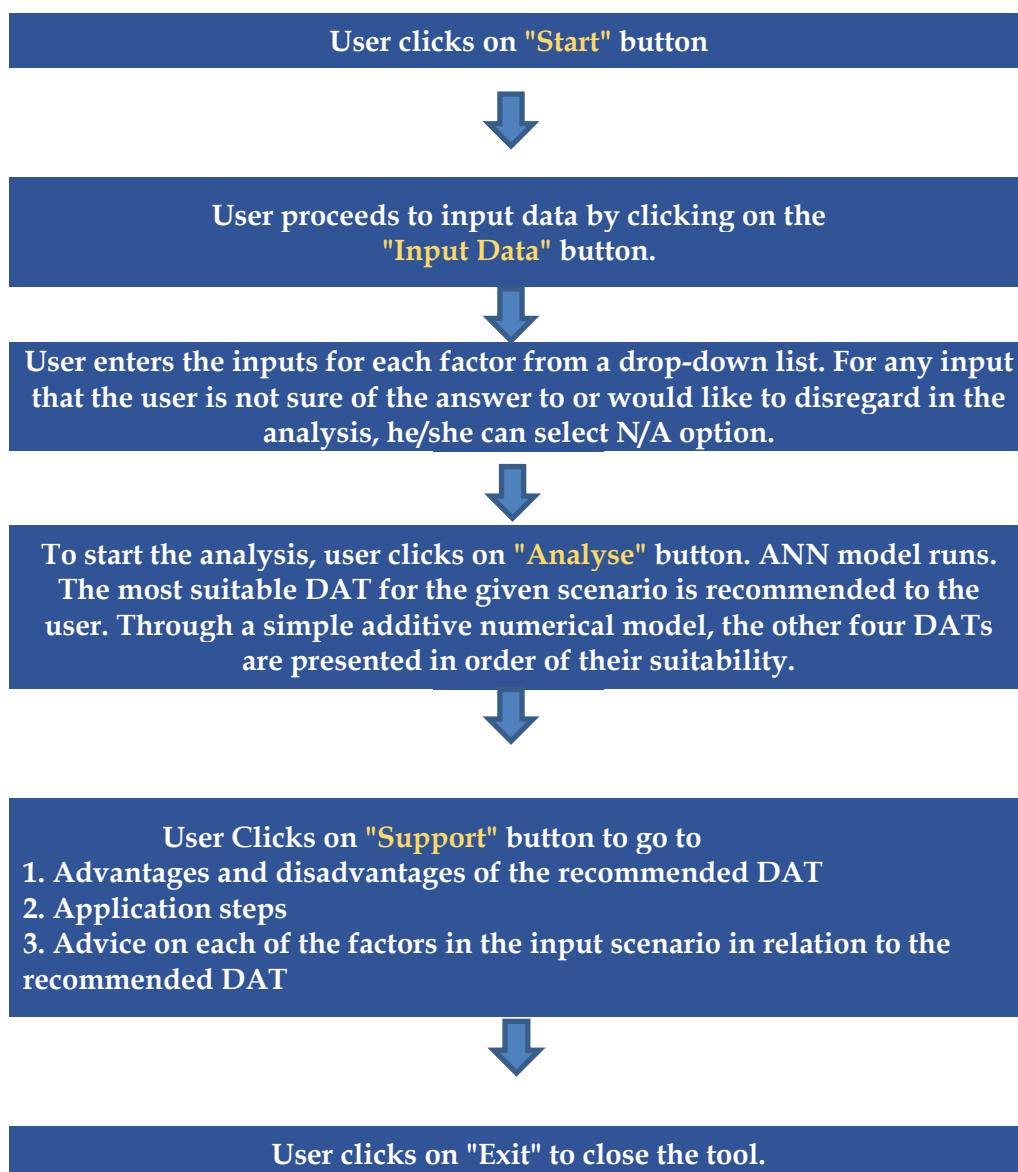 User clicks on "Start" button
User proceeds to input data by clicking on the
"Input Data" button.
User enters the inputs for each factor from a drop-down list. For any input
that the user is not sure of the answer to or would like to disregard in the
analysis, he/she can select N/A option.
To start the analysis, user clicks on "Analyse" button. ANN model runs.
The most suitable DAT for the given scenario is recommended to the
user. Through a simple additive numerical model, the other four DATs
are presented in order of their suitability.
User Clicks on "Support" button to go to
1. Advantages and disadvantages of the recommended DAT
2. Application steps
3. Advice on each of the factors in the input scenario in relation to the
recommended DAT
User clicks on "Exit" to close the tool.